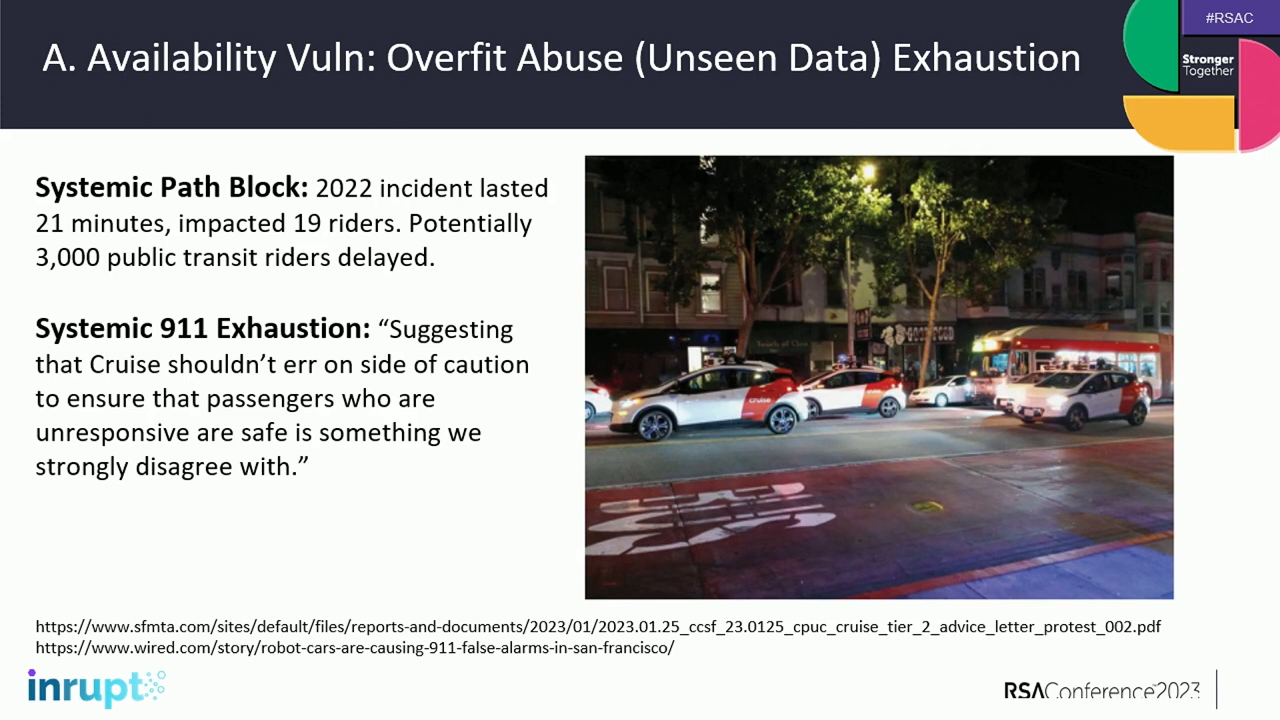 #RSAC
Stronger
Together
A. Availability Vuln: Overfit Abuse (Unseen Data) Exhaustion
Systemic Path Block: 2022 incident lasted
21 minutes, impacted 19 riders. Potentially
3,000 public transit riders delayed.
Systemic 911 Exhaustion: “Suggesting
that Cruise shouldn’t err on side of caution
to ensure that passengers who are
unresponsive are safe is something we
strongly disagree with.”
cruise
https://www.sfmta.com/sites/default/files/reports-and-documents/2023/01/2023.01.25_ccsf_23.0125_cpuc_cruise_tier_2_advice_letter_protest_002.pdf
https://www.wired.com/story/robot-cars-are-causing-911-false-alarms-in-san-francisco/
inrupt
RSAConference™2023